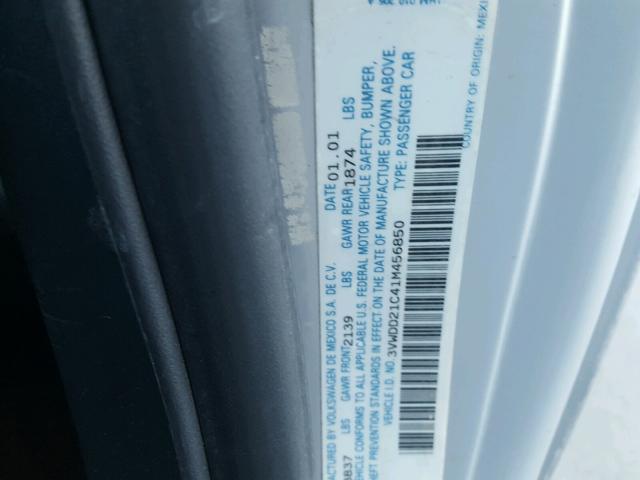 ACTURED BY VOLKSWAGEN DE MEXICO S.A. DE C.V. DATE 01.01
0837 LBS GAWR FRONT 2139 LBS GAWR REAR 1874 LBS
VEHICLE CONFORMS TO ALL APPLICABLE U.S. FEDERAL MOTOR VEHICLE SAFETY, BUMPER,
HEFT PREVENTION STANDARDS IN EFFECT ON THE DATE OF MANUFACTURE SHOWN ABOVE.
VEHICLE I.D. NO. 3VWDD21C41M456850 TYPE: PASSENGER CAR
COUNTRY OF ORIGIN: MEXI